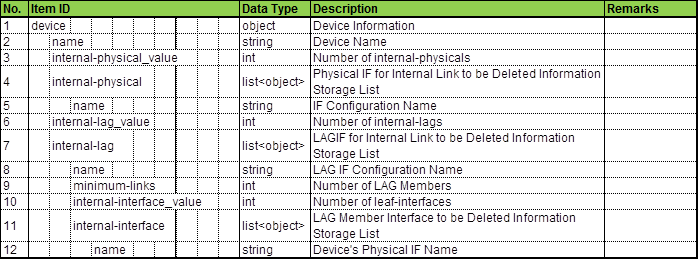 No. Item ID Data Type Description Remarks
1 device object Device Information
2 name string Device Name
3 internal-physical_value int Number of internal-physicals
4 internal-physical list<object> Physical IF for Internal Link to be Deleted Information
Storage List
5 name string IF Configuration Name
6 internal-lag_value int Number of internal-lags
7 internal-lag list<object> LAGIF for Internal Link to be Deleted Information
Storage List
8 name string LAG IF Configuration Name
9 minimum-links int Number of LAG Members
10 internal-interface_value int Number of leaf-interfaces
11 internal-interface list<object> LAG Member Interface to be Deleted Information
Storage List
12 name string Device's Physical IF Name